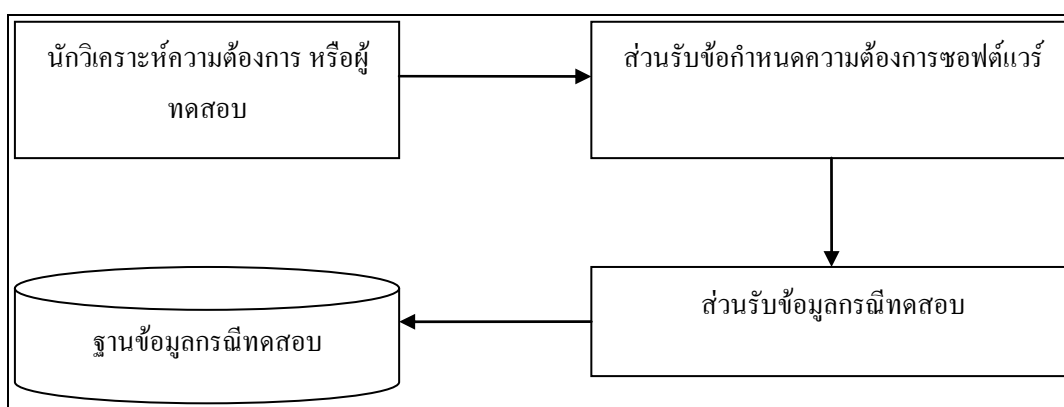 นักวิเคราะห์ความต้องการ หรือผู้
ทดสอบ
ส่วนรับข้อกำหนดความต้องการซอฟต์แวร์
ส่วนรับข้อมูลกรณีทดสอบ
ฐานข้อมูลกรณีทดสอบ